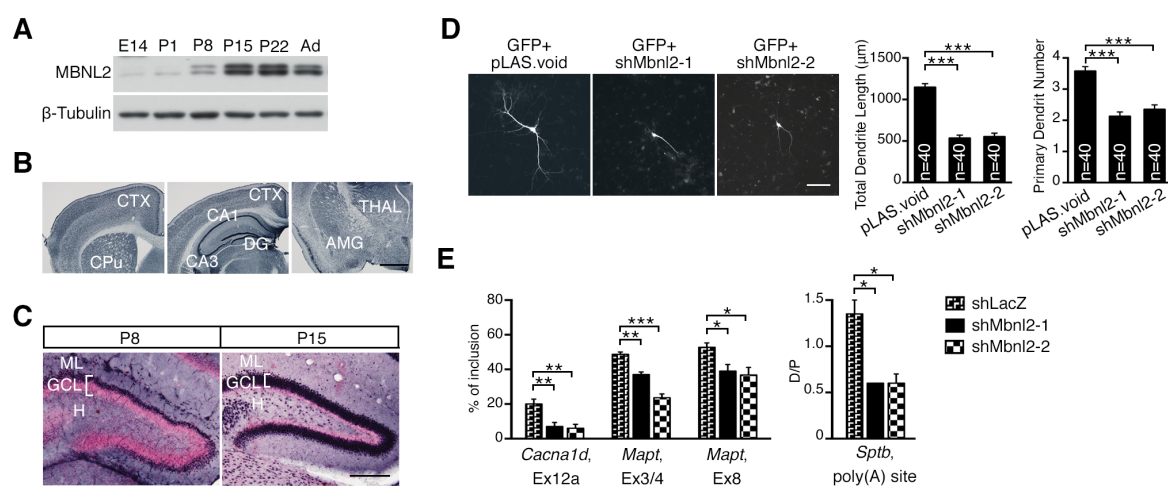 A
E14 P1 P8 P15 P22 Ad
MBNL2
β-Tubulin
B
CTX
CPu
CTX
CA1
DG
CA3
THAL
AMG
C
P8 P15
ML
GCL
H
ML
GCL
H
D
GFP+
pLAS.void
GFP+
shMbnl2-1
GFP+
shMbnl2-2
Total Dendrite Length (μm)
1500
1000
500
0
***
***
n=40 n=40 n=40
pLAS.void
shMbnl2-1
shMbnl2-2
Primary Dendrit Number
4
3
2
1
0
***
***
n=40 n=40 n=40
pLAS.void
shMbnl2-1
shMbnl2-2
E
% of inclusion
80
60
40
20
0
**
**
***
**
*
*
Cacna1d,
Ex12a
Mapt,
Ex3/4
Mapt,
Ex8
D/P
1.5
1.0
0.5
0
*
*
Sptb,
poly(A) site
shLacZ
shMbnl2-1
shMbnl2-2